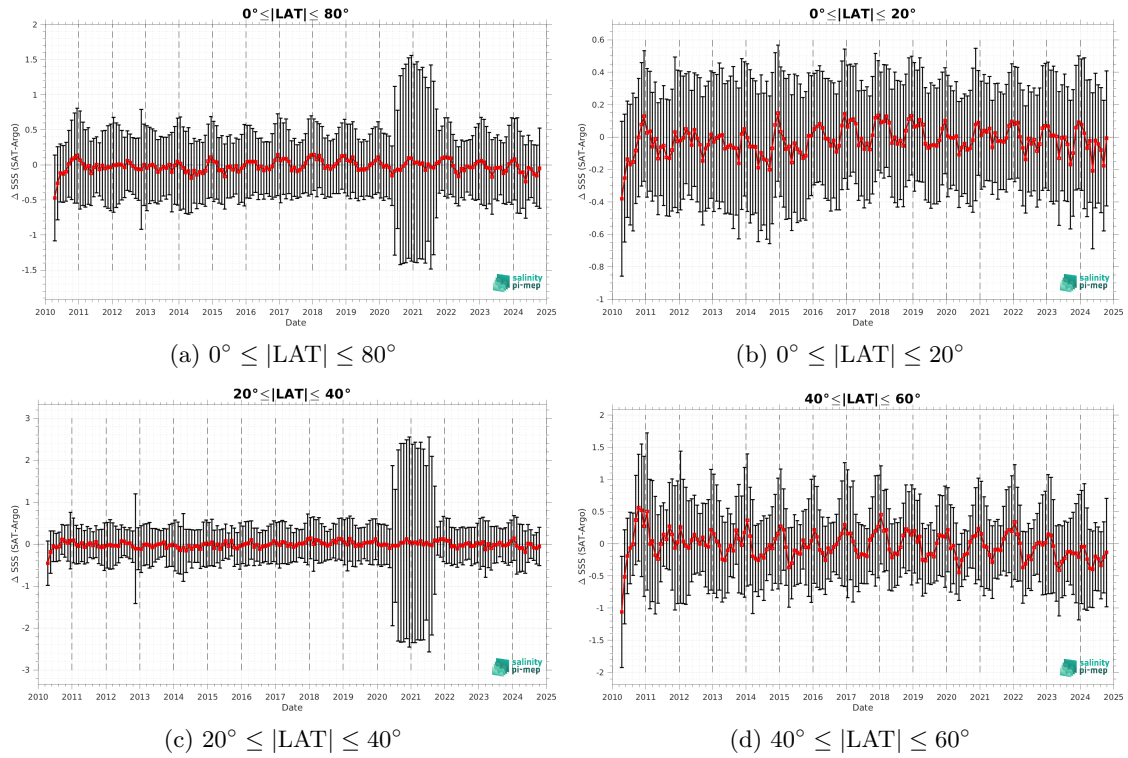 0°≤|LAT|≤ 80°
2
1.5
1
0.5
0
-0.5
-1
-1.5
Δ SSS (SAT-Argo)
2010 2011 2012 2013 2014 2015 2016 2017 2018 2019 2020 2021 2022 2023 2024 2025
Date
salinity
pi-mep
(a) 0° ≤ |LAT| ≤ 80°
0°≤|LAT|≤ 20°
0.6
0.4
0.2
0
-0.2
-0.4
-0.6
-0.8
-1
Δ SSS (SAT-Argo)
2010 2011 2012 2013 2014 2015 2016 2017 2018 2019 2020 2021 2022 2023 2024 2025
Date
salinity
pi-mep
(b) 0° ≤ |LAT| ≤ 20°
20°≤|LAT|≤ 40°
3
2
1
0
-1
-2
-3
Δ SSS (SAT-Argo)
2010 2011 2012 2013 2014 2015 2016 2017 2018 2019 2020 2021 2022 2023 2024 2025
Date
salinity
pi-mep
(c) 20° ≤ |LAT| ≤ 40°
40°≤|LAT|≤ 60°
2
1.5
1
0.5
0
-0.5
-1
-1.5
-2
Δ SSS (SAT-Argo)
2010 2011 2012 2013 2014 2015 2016 2017 2018 2019 2020 2021 2022 2023 2024 2025
Date
salinity
pi-mep
(d) 40° ≤ |LAT| ≤ 60°